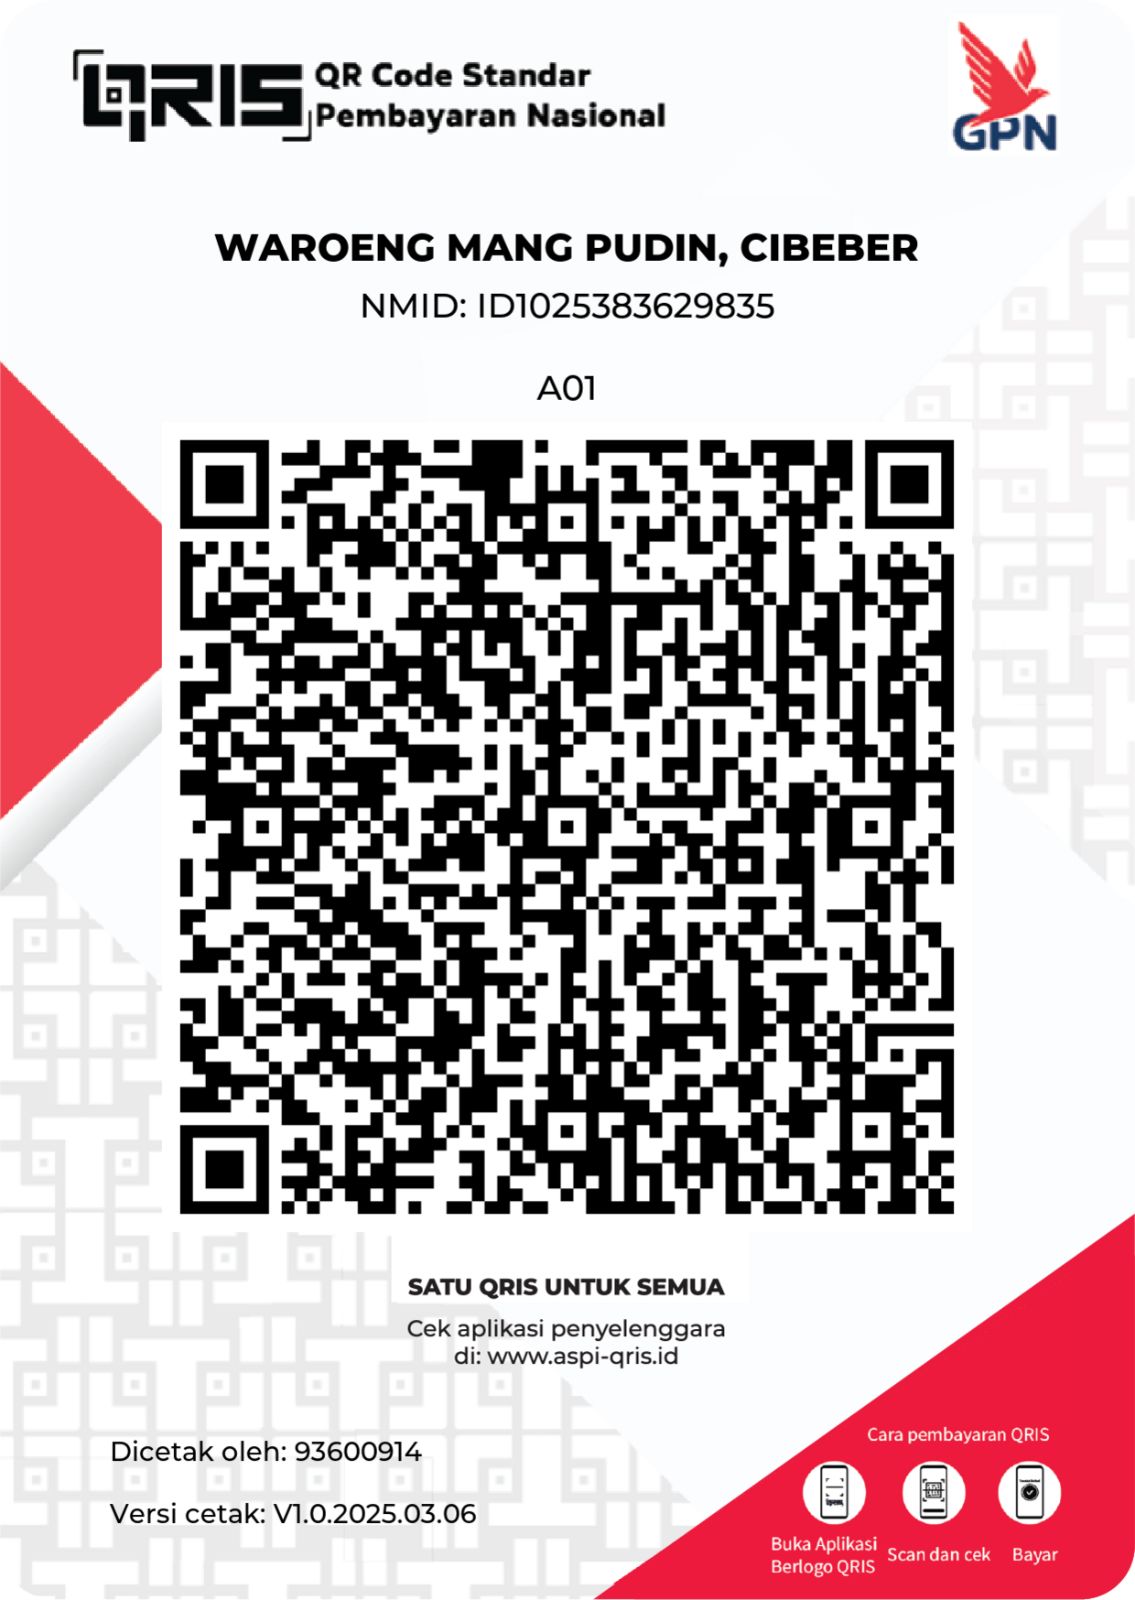 QRIS
QR Code Standar
Pembayaran Nasional
GPN
WAROENG MANG PUDIN, CIBEBER
NMID: ID1025383629835
A01
SATU QRIS UNTUK SEMUA
Cek aplikasi penyelenggara
di: www.aspi-qris.id
Dicetak oleh: 93600914
Versi cetak: V1.0.2025.03.06
Cara pembayaran QRIS
Buka Aplikasi
Berlogo QRIS
Scan dan cek
Bayar